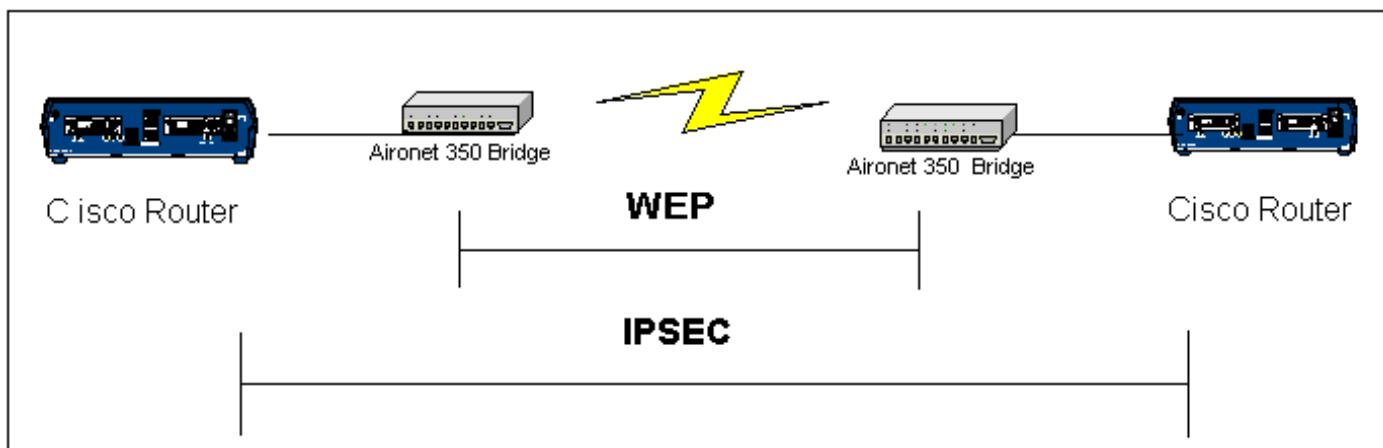 Aironet 350 Bridge
Aironet 350 Bridge
C isco Router
WEP
Cisco Router
IPSEC